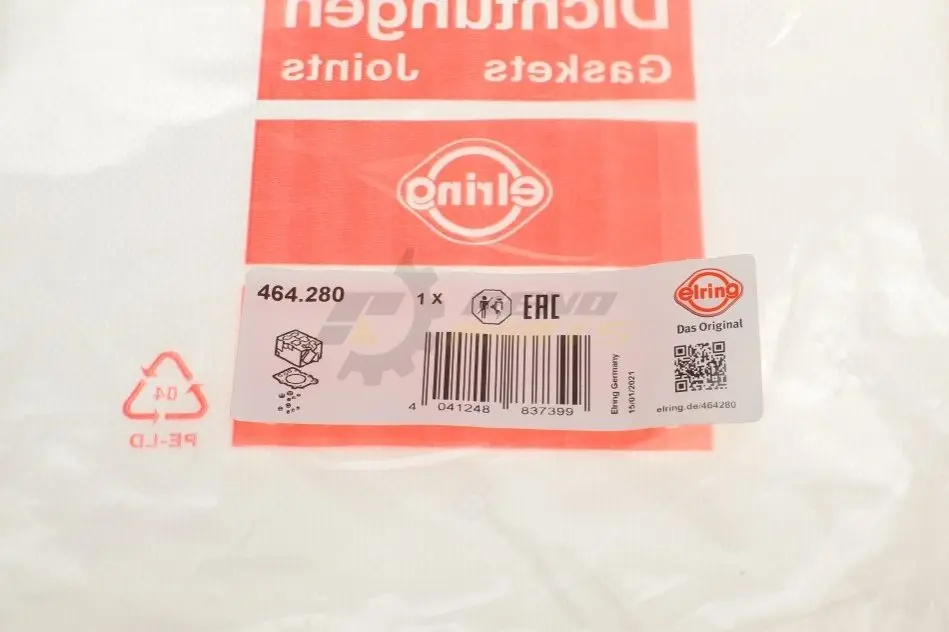 Dichtungen
Gaskets Joints
elring
464.280
1 X
EAC
elring
Das Original
4 041248 837399
Elring Germany
15/01/2021
elring.de/464280
04
PE-LD